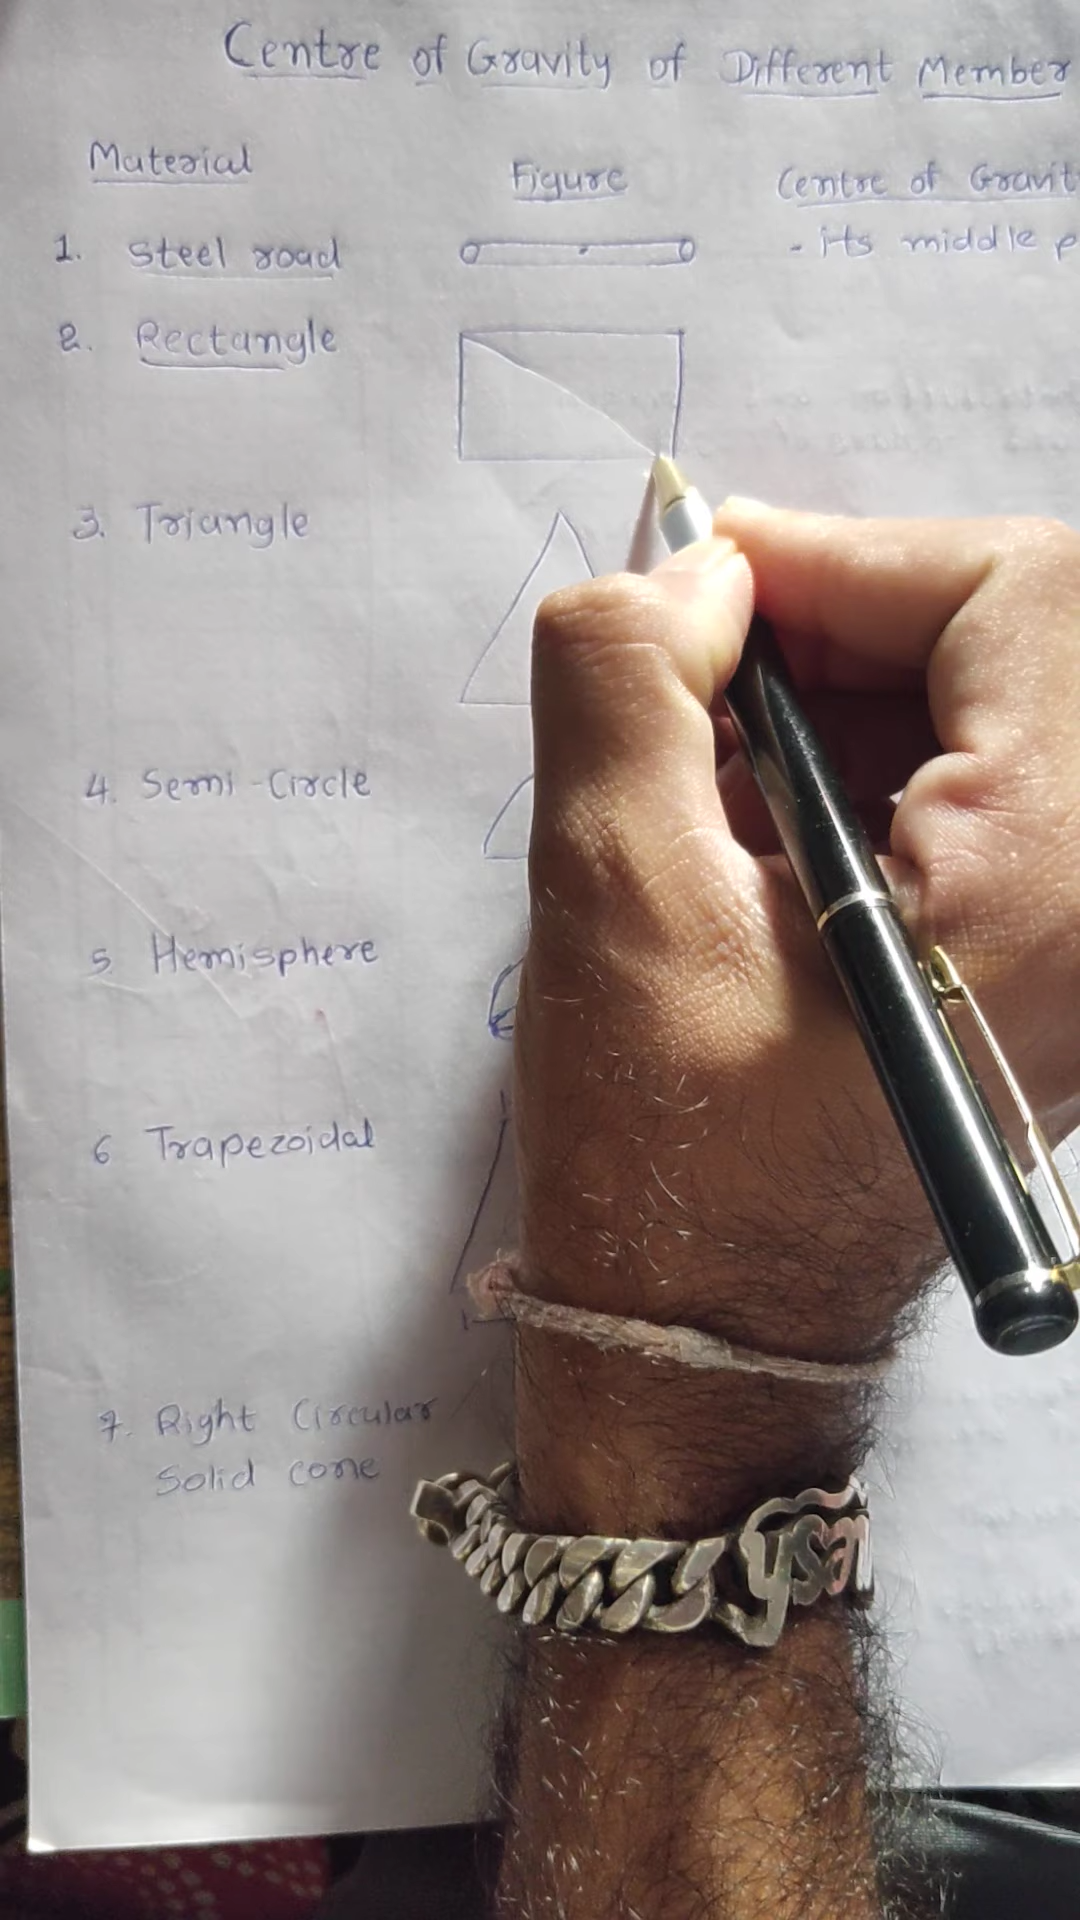 Centre of Gravity of Different Member
Material Figure Centre of Gravit
1. Steel road - its middle p
2. Rectangle
3. Triangle
4. Semi-Circle
5 Hemisphere
6 Trapezoidal
7. Right Circular
Solid cone